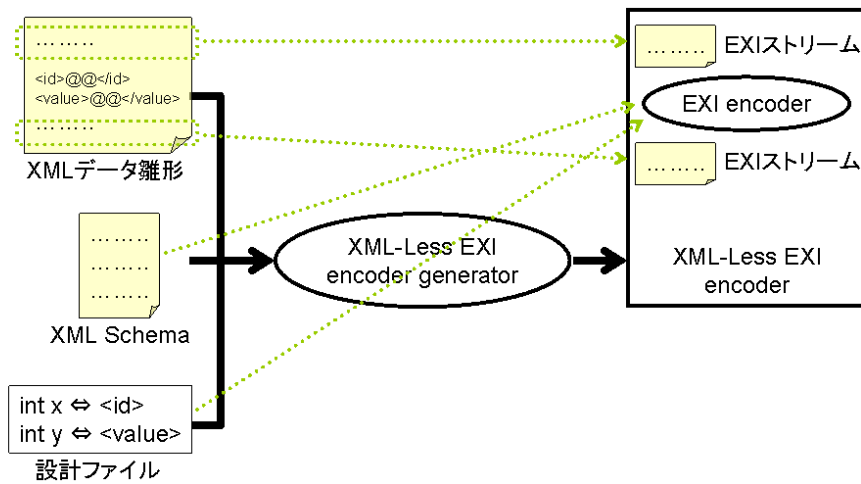 … … ..
<id>@@</id>
<value>@@</value>
… … ..
XMLデータ雛形
… … ..
… … ..
… … ..
XML Schema
int x ⇔ <id>
int y ⇔ <value>
設計ファイル
XML-Less EXI
encoder generator
… … ..
EXIストリーム
EXI encoder
… … ..
EXIストリーム
XML-Less EXI
encoder